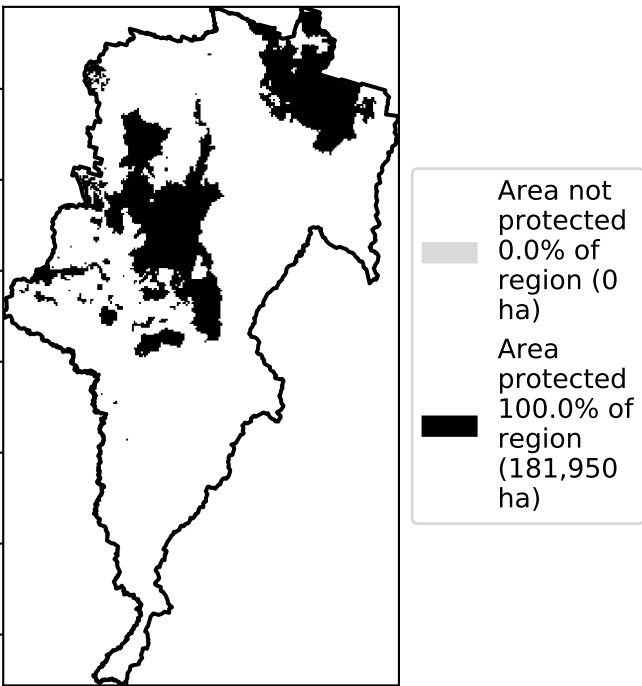 Area not
protected
0.0% of
region (0
ha)
Area
protected
100.0% of
region
(181,950
ha)